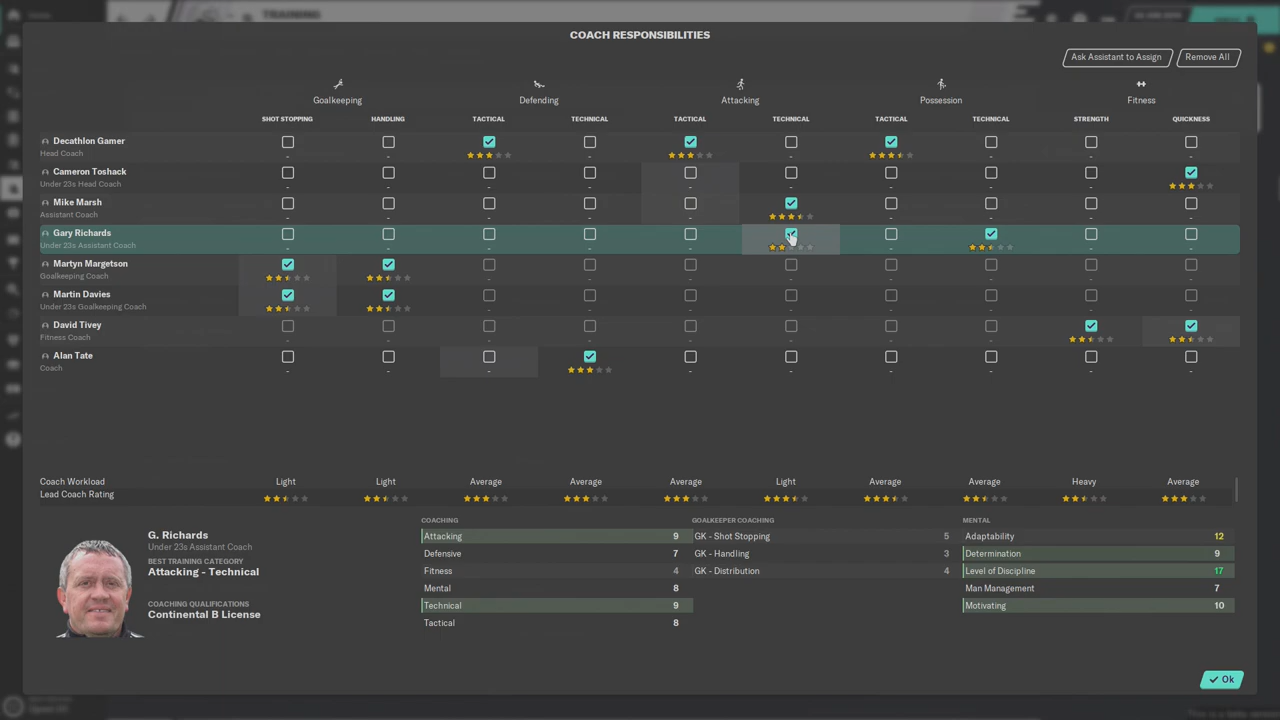 TRAINING
COACH RESPONSIBILITIES
Ask Assistant to Assign Remove All
Goalkeeping Defending Attacking Possession Fitness
SHOT STOPPING HANDLING TACTICAL TECHNICAL TACTICAL TECHNICAL TACTICAL TECHNICAL STRENGTH QUICKNESS
Decathlon Gamer
Head Coach - - - - - - -
Cameron Toshack
Under 23s Head Coach - - - - - - - - -
Mike Marsh
Assistant Coach - - - - - - - - -
Gary Richards
Under 23s Assistant Coach - - - - - - - -
Martyn Margetson
Goalkeeping Coach - - - - - - - -
Martin Davies
Under 23s Goalkeeping Coach - - - - - - - -
David Tivey
Fitness Coach - - - - - - - -
Alan Tate
Coach - - - - - - - - -
Coach Workload Light Light Average Average Average Light Average Average Heavy Average
Lead Coach Rating
G. Richards
Under 23s Assistant Coach
BEST TRAINING CATEGORY
Attacking - Technical
COACHING QUALIFICATIONS
Continental B License
COACHING
Attacking 9
Defensive 7
Fitness 4
Mental 8
Technical 9
Tactical 8
GOALKEEPER COACHING
GK - Shot Stopping 5
GK - Handling 3
GK - Distribution 4
MENTAL
Adaptability 12
Determination 9
Level of Discipline 17
Man Management 7
Motivating 10
Ok